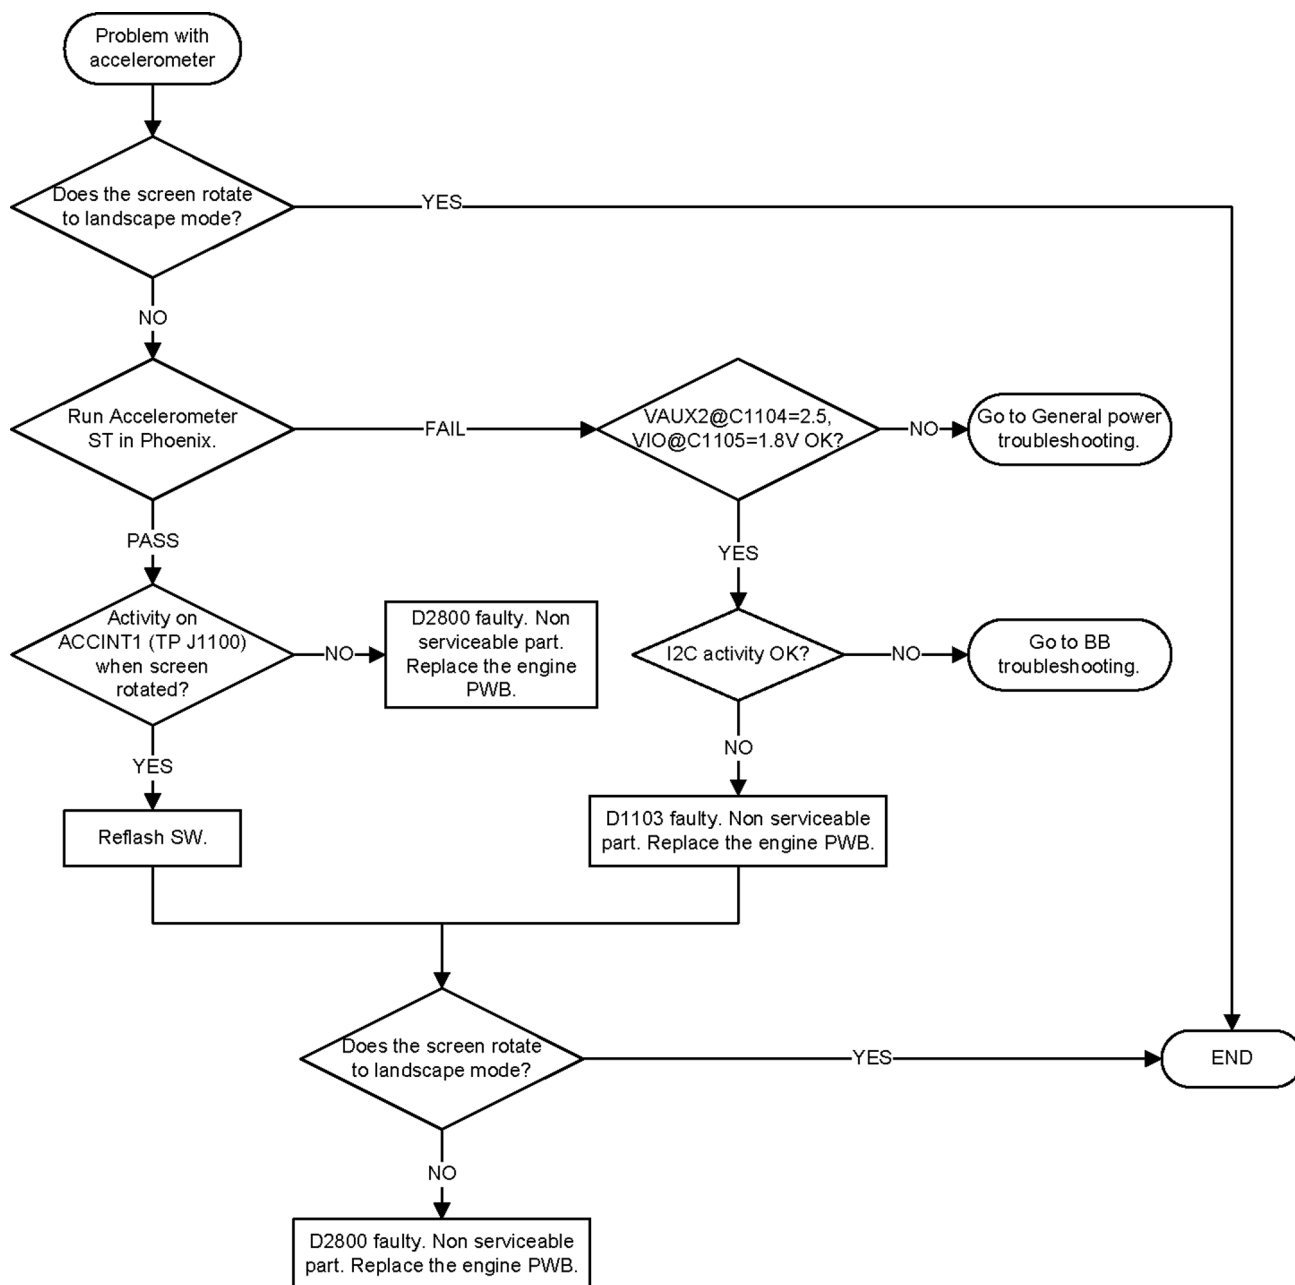 Problem with
accelerometer
Does the screen rotate
to landscape mode?
YES
NO
Run Accelerometer
ST in Phoenix.
FAIL
VAUX2@C1104=2.5,
VIO@C1105=1.8V OK?
NO
Go to General power
troubleshooting.
PASS
YES
Activity on
ACCINT1 (TP J1100)
when screen
rotated?
NO
D2800 faulty. Non
serviceable part.
Replace the engine
PWB.
I2C activity OK?
NO
Go to BB
troubleshooting.
YES
NO
Reflash SW.
D1103 faulty. Non serviceable
part. Replace the engine PWB.
Does the screen rotate
to landscape mode?
YES
END
NO
D2800 faulty. Non serviceable
part. Replace the engine PWB.